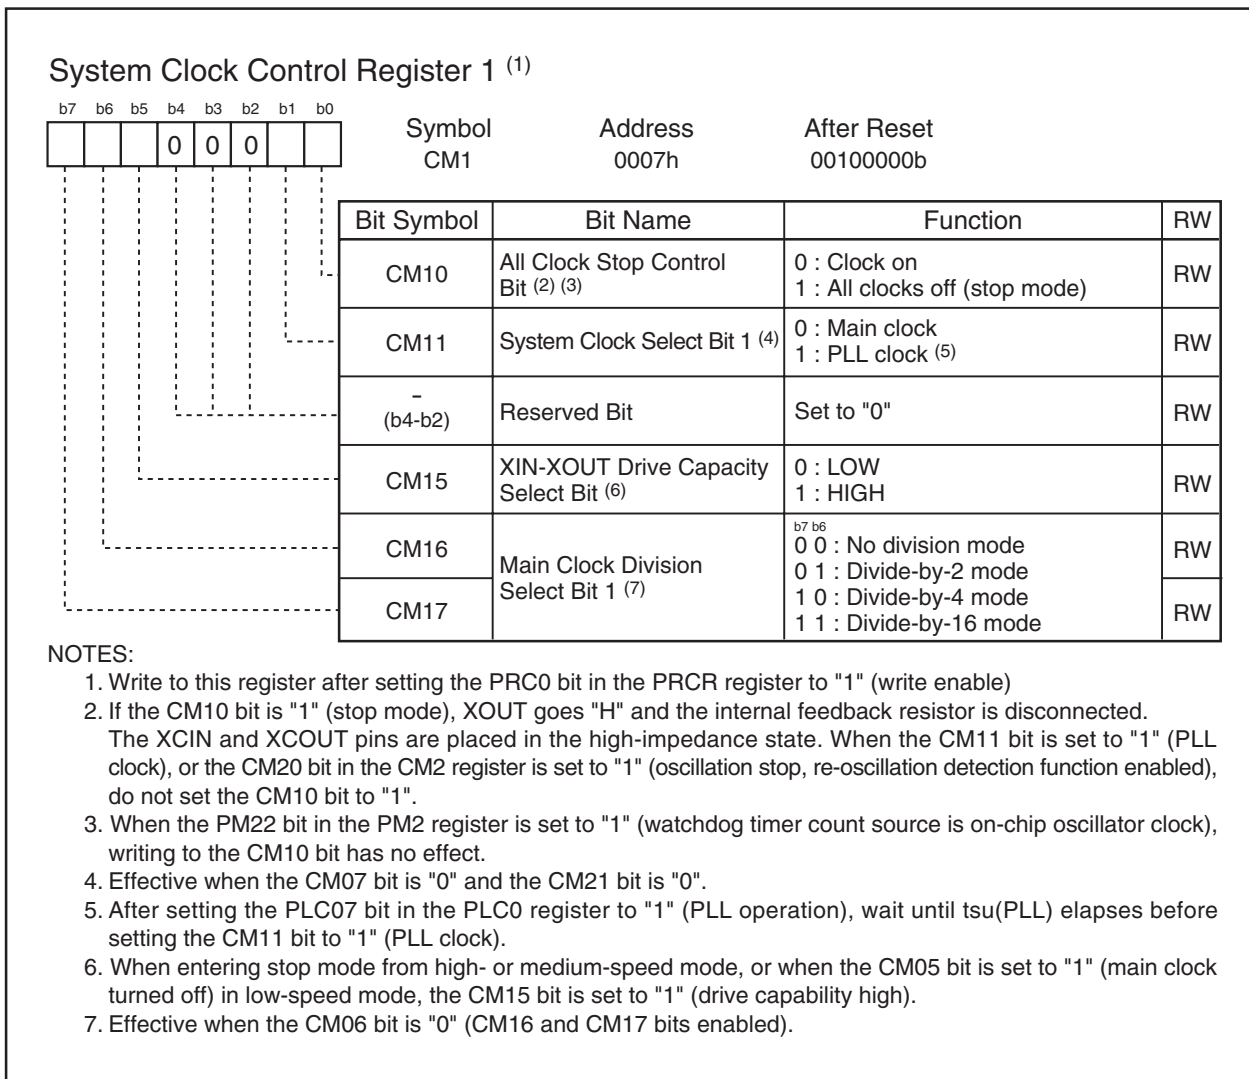 System Clock Control Register 1 (1)
b7 b6 b5 b4 b3 b2 b1 b0
0 0 0
Symbol Address After Reset
CM1 0007h 00100000b
Bit Symbol Bit Name Function RW
CM10 All Clock Stop Control Bit (2) (3) 0 : Clock on RW
1 : All clocks off (stop mode)
CM11 System Clock Select Bit 1 (4) 0 : Main clock RW
1 : PLL clock (5)
–
(b4-b2) Reserved Bit Set to "0" RW
CM15 XIN-XOUT Drive Capacity Select Bit (6) 0 : LOW RW
1 : HIGH
b7 b6
CM16 Main Clock Division Select Bit 1 (7) 0 0 : No division mode RW
0 1 : Divide-by-2 mode
CM17 1 0 : Divide-by-4 mode RW
1 1 : Divide-by-16 mode
NOTES:
1. Write to this register after setting the PRC0 bit in the PRCR register to "1" (write enable)
2. If the CM10 bit is "1" (stop mode), XOUT goes "H" and the internal feedback resistor is disconnected.
The XCIN and XCOUT pins are placed in the high-impedance state. When the CM11 bit is set to "1" (PLL
clock), or the CM20 bit in the CM2 register is set to "1" (oscillation stop, re-oscillation detection function enabled),
do not set the CM10 bit to "1".
3. When the PM22 bit in the PM2 register is set to "1" (watchdog timer count source is on-chip oscillator clock),
writing to the CM10 bit has no effect.
4. Effective when the CM07 bit is "0" and the CM21 bit is "0".
5. After setting the PLC07 bit in the PLC0 register to "1" (PLL operation), wait until tsu(PLL) elapses before
setting the CM11 bit to "1" (PLL clock).
6. When entering stop mode from high- or medium-speed mode, or when the CM05 bit is set to "1" (main clock
turned off) in low-speed mode, the CM15 bit is set to "1" (drive capability high).
7. Effective when the CM06 bit is "0" (CM16 and CM17 bits enabled).